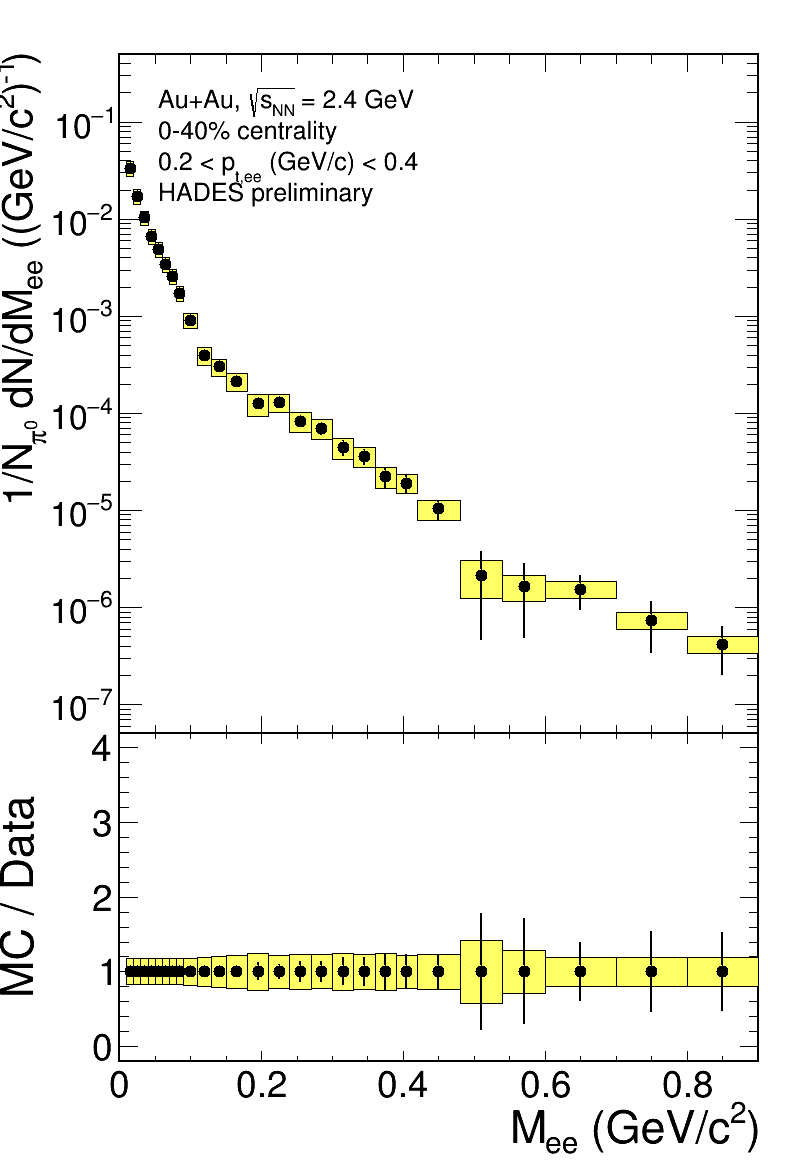 1/N_π⁰ dN/dM_ee ((GeV/c²)⁻¹)
Au+Au, √s_NN = 2.4 GeV
0-40% centrality
0.2 < p_t,ee (GeV/c) < 0.4
HADES preliminary
10⁻¹
10⁻²
10⁻³
10⁻⁴
10⁻⁵
10⁻⁶
10⁻⁷
MC / Data
4
3
2
1
0
0 0.2 0.4 0.6 0.8
M_ee (GeV/c²)